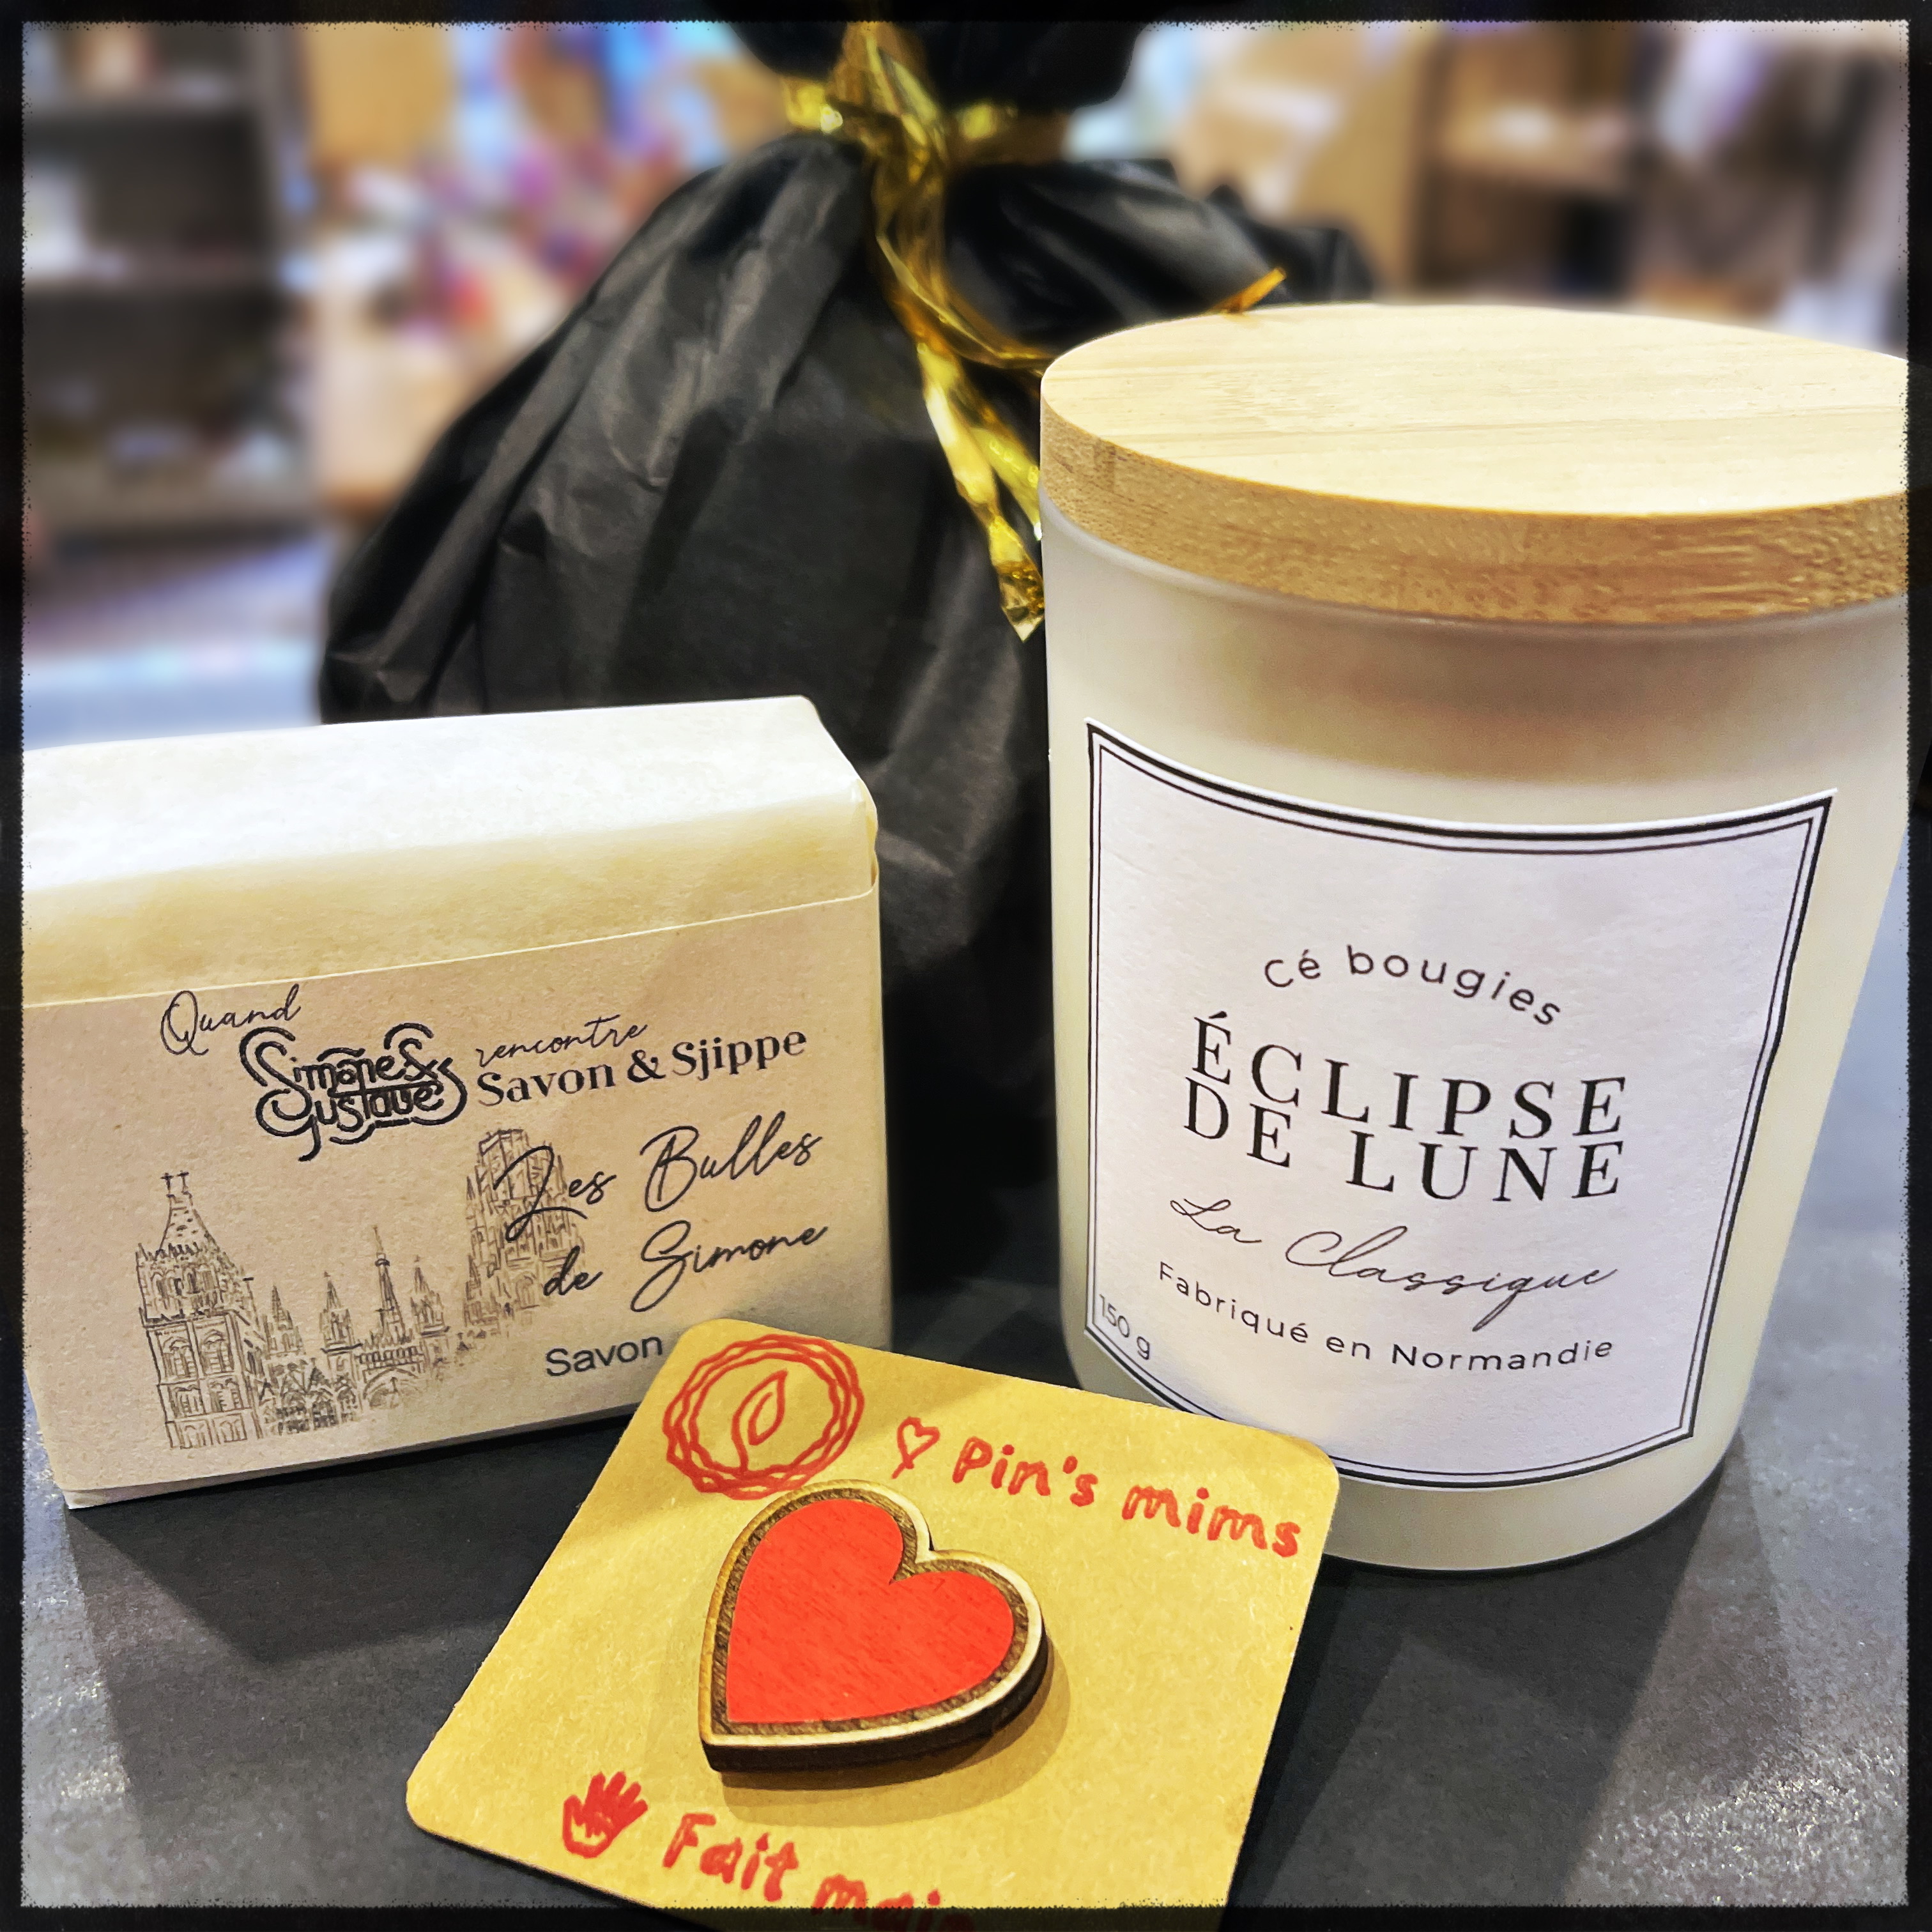 Quand
Simone & Gustave
rencontre
Savon & Sjippe
Les Bulles
de Simone
Savon
Cé bougies
ÉCLIPSE
DE LUNE
La Classique
Fabriqué en Normandie
150 g
Pin's mims
Fait main